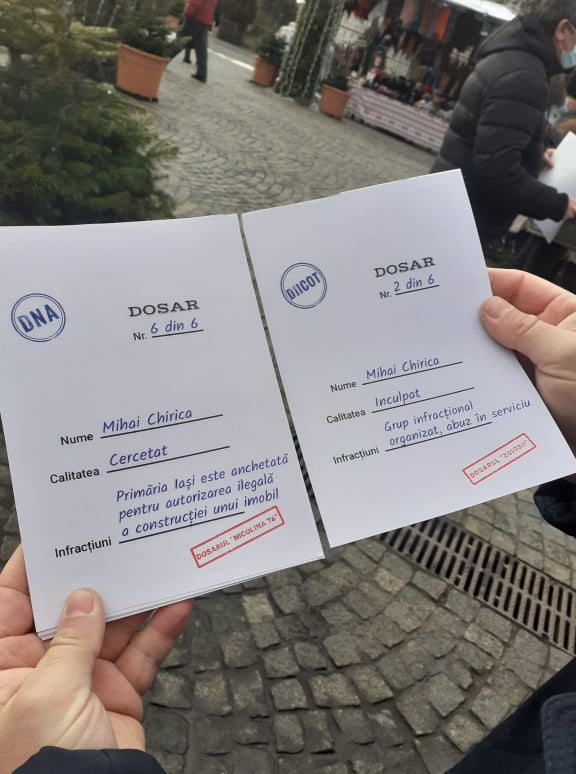 DNA
DOSAR
Nr. 6 din 6
Nume Mihai Chirica
Calitatea Cercetat
Primăria Iași este anchetată
pentru autorizarea ilegală
Infracțiuni a construcției unui imobil
DOSARUL "NICOLINA 76"
DIICOT
DOSAR
Nr. 2 din 6
Nume Mihai Chirica
Calitatea Inculpat
Grup infracțional
Infracțiuni organizat, abuz în serviciu
DOSARUL